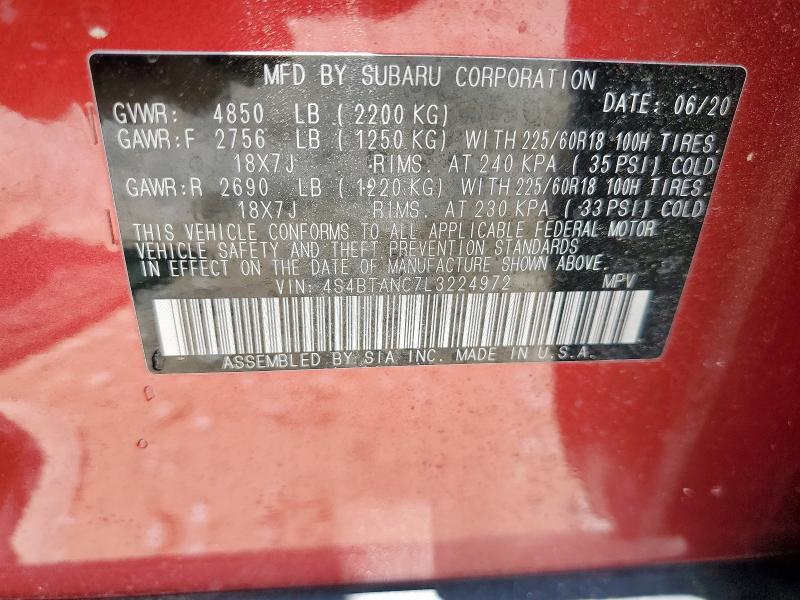 MFD BY SUBARU CORPORATION
DATE: 06/20
GVWR: 4850 LB ( 2200 KG)
GAWR:F 2756 LB ( 1250 KG) WITH 225/60R18 100H TIRES.
18X7J RIMS. AT 240 KPA ( 35 PSI) COLD
GAWR:R 2690 LB ( 1220 KG) WITH 225/60R18 100H TIRES.
18X7J RIMS. AT 230 KPA ( 33 PSI) COLD
THIS VEHICLE CONFORMS TO ALL APPLICABLE FEDERAL MOTOR
VEHICLE SAFETY AND THEFT PREVENTION STANDARDS
IN EFFECT ON THE DATE OF MANUFACTURE SHOWN ABOVE.
VIN: 4S4BTANC7L3224972 MPV
ASSEMBLED BY SIA INC. MADE IN U.S.A.